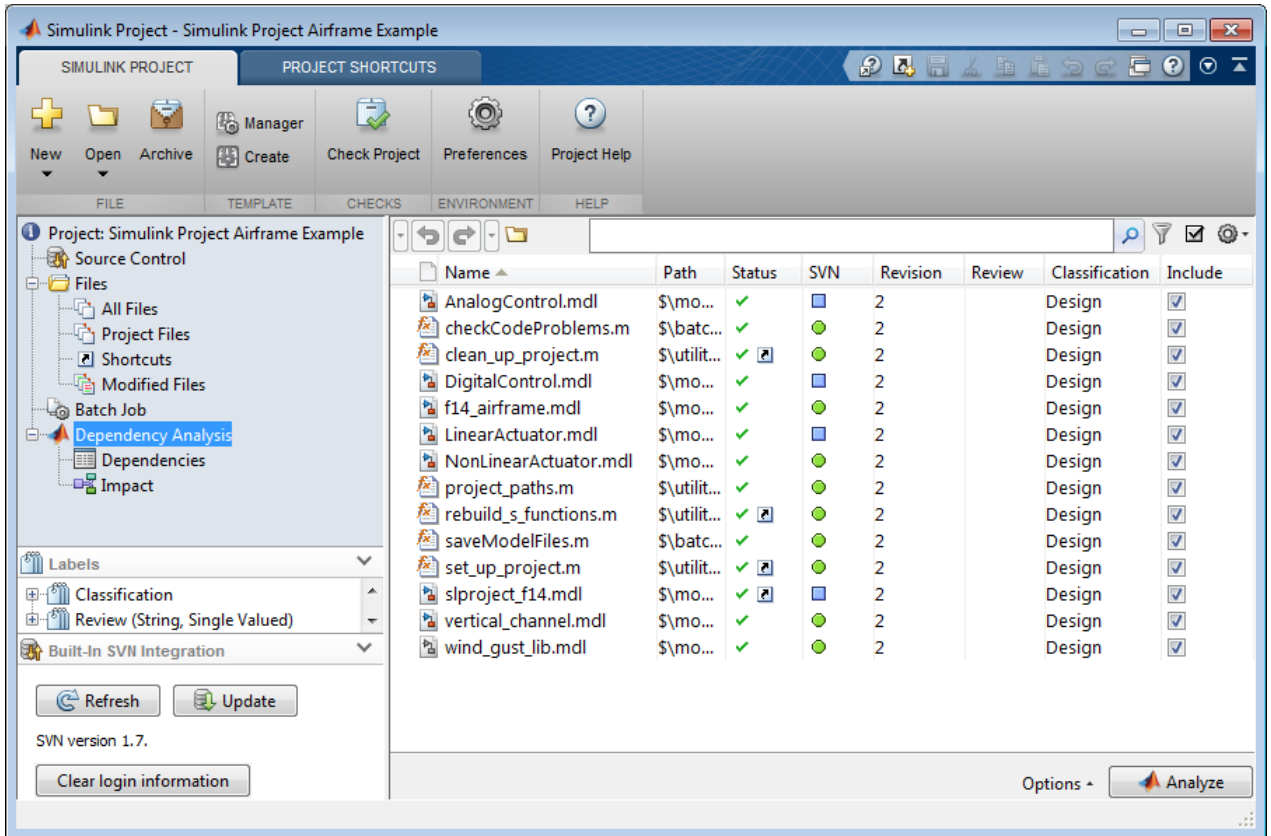 Simulink Project - Simulink Project Airframe Example
SIMULINK PROJECT PROJECT SHORTCUTS
New Open Archive Manager Create Check Project Preferences Project Help
FILE TEMPLATE CHECKS ENVIRONMENT HELP
Project: Simulink Project Airframe Example
Source Control
Files
All Files
Project Files
Shortcuts
Modified Files
Batch Job
Dependency Analysis
Dependencies
Impact
Labels
Classification
Review (String, Single Valued)
Built-In SVN Integration
Refresh Update
SVN version 1.7.
Clear login information
Name Path Status SVN Revision Review Classification Include
AnalogControl.mdl $\mo... 2 Design
checkCodeProblems.m $\batc... 2 Design
clean_up_project.m $\utilit... 2 Design
DigitalControl.mdl $\mo... 2 Design
f14_airframe.mdl $\mo... 2 Design
LinearActuator.mdl $\mo... 2 Design
NonLinearActuator.mdl $\mo... 2 Design
project_paths.m $\utilit... 2 Design
rebuild_s_functions.m $\utilit... 2 Design
saveModelFiles.m $\batc... 2 Design
set_up_project.m $\utilit... 2 Design
slproject_f14.mdl $\mo... 2 Design
vertical_channel.mdl $\mo... 2 Design
wind_gust_lib.mdl $\mo... 2 Design
Options Analyze